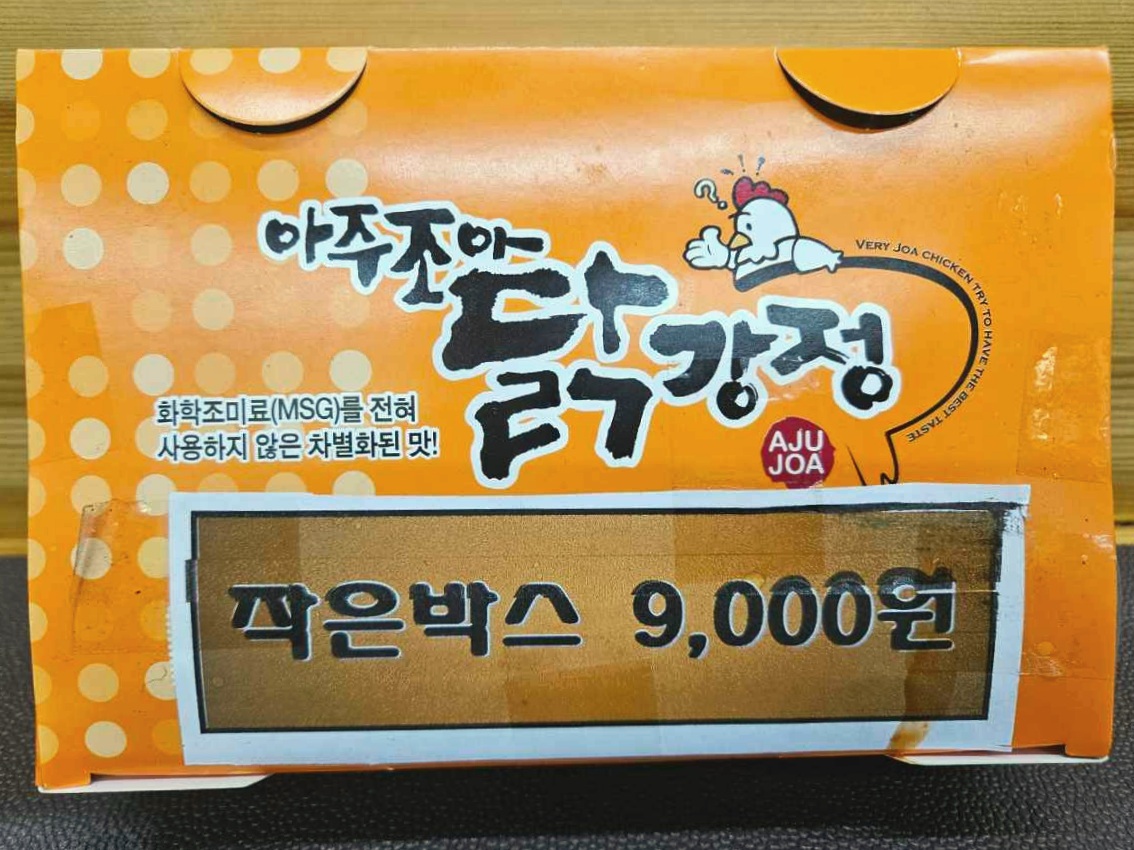 아주조아
닭강정
?
VERY JOA CHICKEN TRY TO HAVE THE BEST TASTE
화학조미료(MSG)를 전혀
사용하지 않은 차별화된 맛!
AJU
JOA
작은박스 9,000원